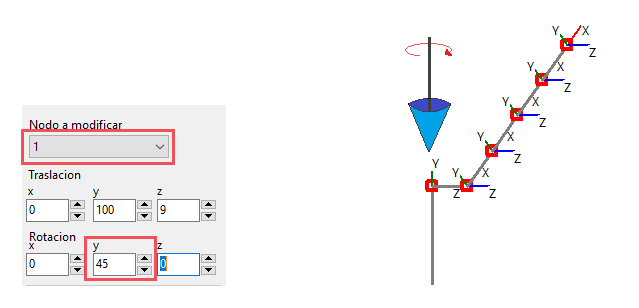 Nodo a modificar
1
Traslacion
x y z
0 100 9
Rotacion
x y z
0 45 0
Y X
Z
Y X
Z
Y X
Z
Y X
Z
Y Y X
Z Z